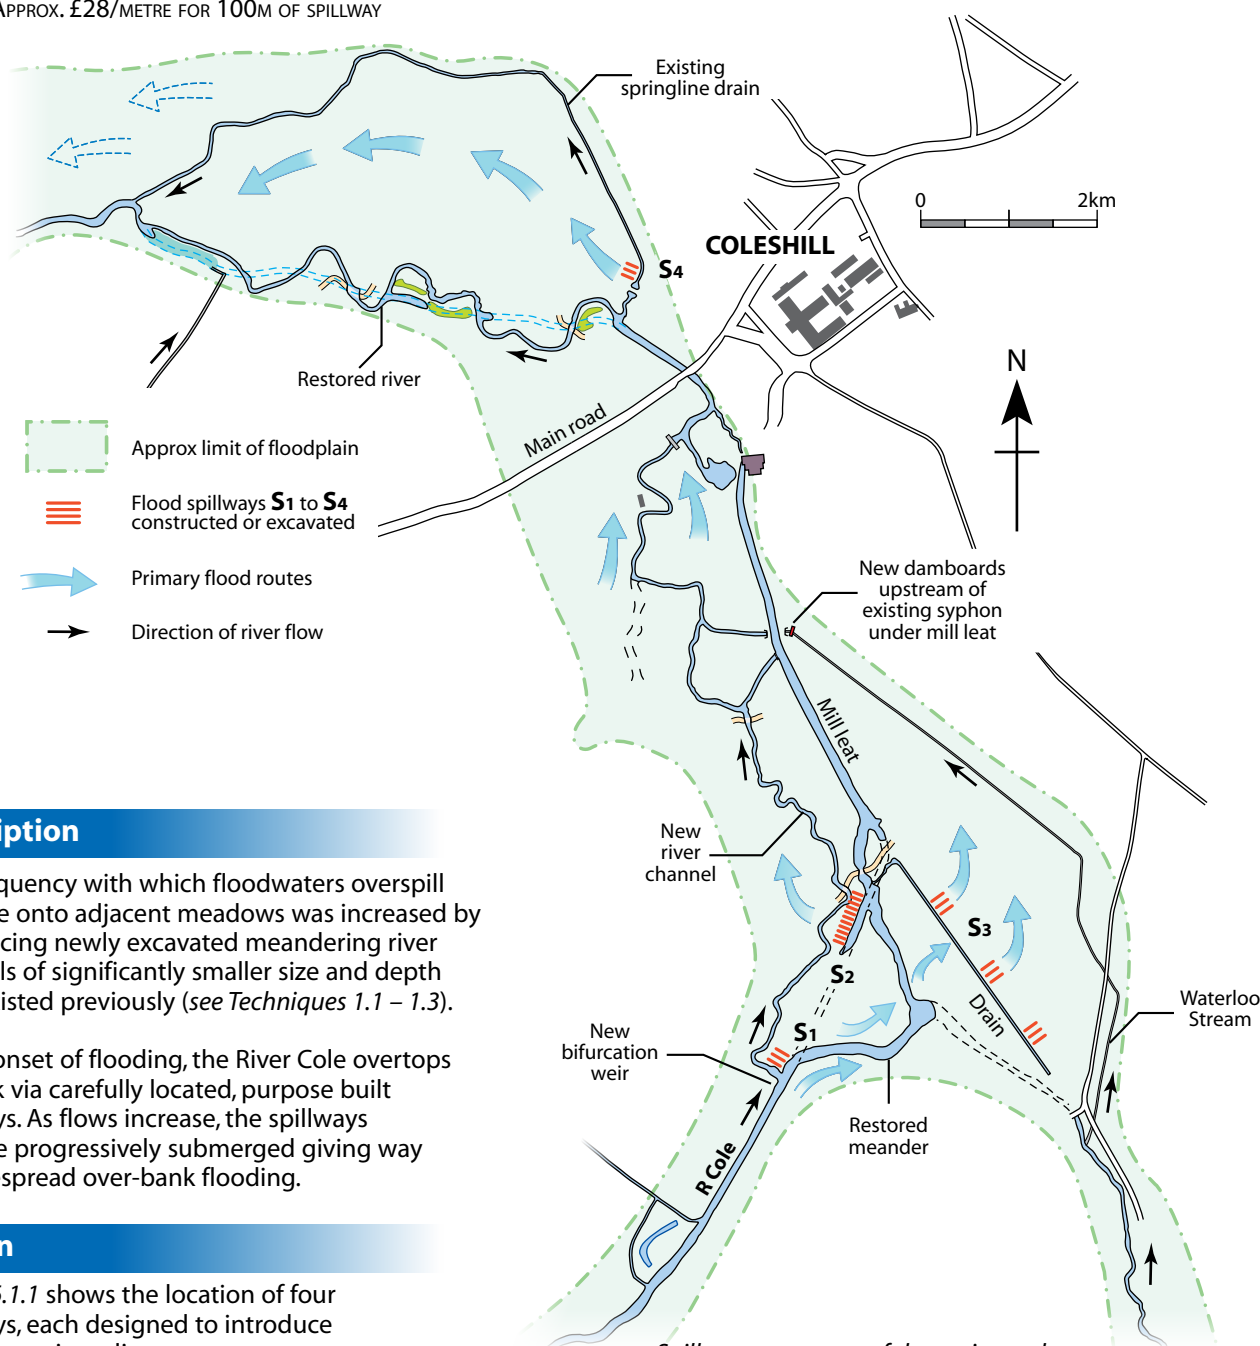 APPROX. £28/METRE FOR 100M OF SPILLWAY
Existing
springline drain
0 2km
COLESHILL
S4
N
Restored river
Main road
Approx limit of floodplain
Flood spillways S1 to S4
constructed or excavated
Primary flood routes
Direction of river flow
New damboards
upstream of
existing syphon
under mill leat
Mill leat
New
river
channel
S3
S2
Drain
Waterloo
Stream
S1
New
bifurcation
weir
Restored
meander
R Cole
iption
quency with which floodwaters overspill
e onto adjacent meadows was increased by
cing newly excavated meandering river
ls of significantly smaller size and depth
isted previously (see Techniques 1.1 – 1.3).
onset of flooding, the River Cole overtops
k via carefully located, purpose built
ys. As flows increase, the spillways
e progressively submerged giving way
espread over-bank flooding.
n
6.1.1 shows the location of four
ys, each designed to introduce